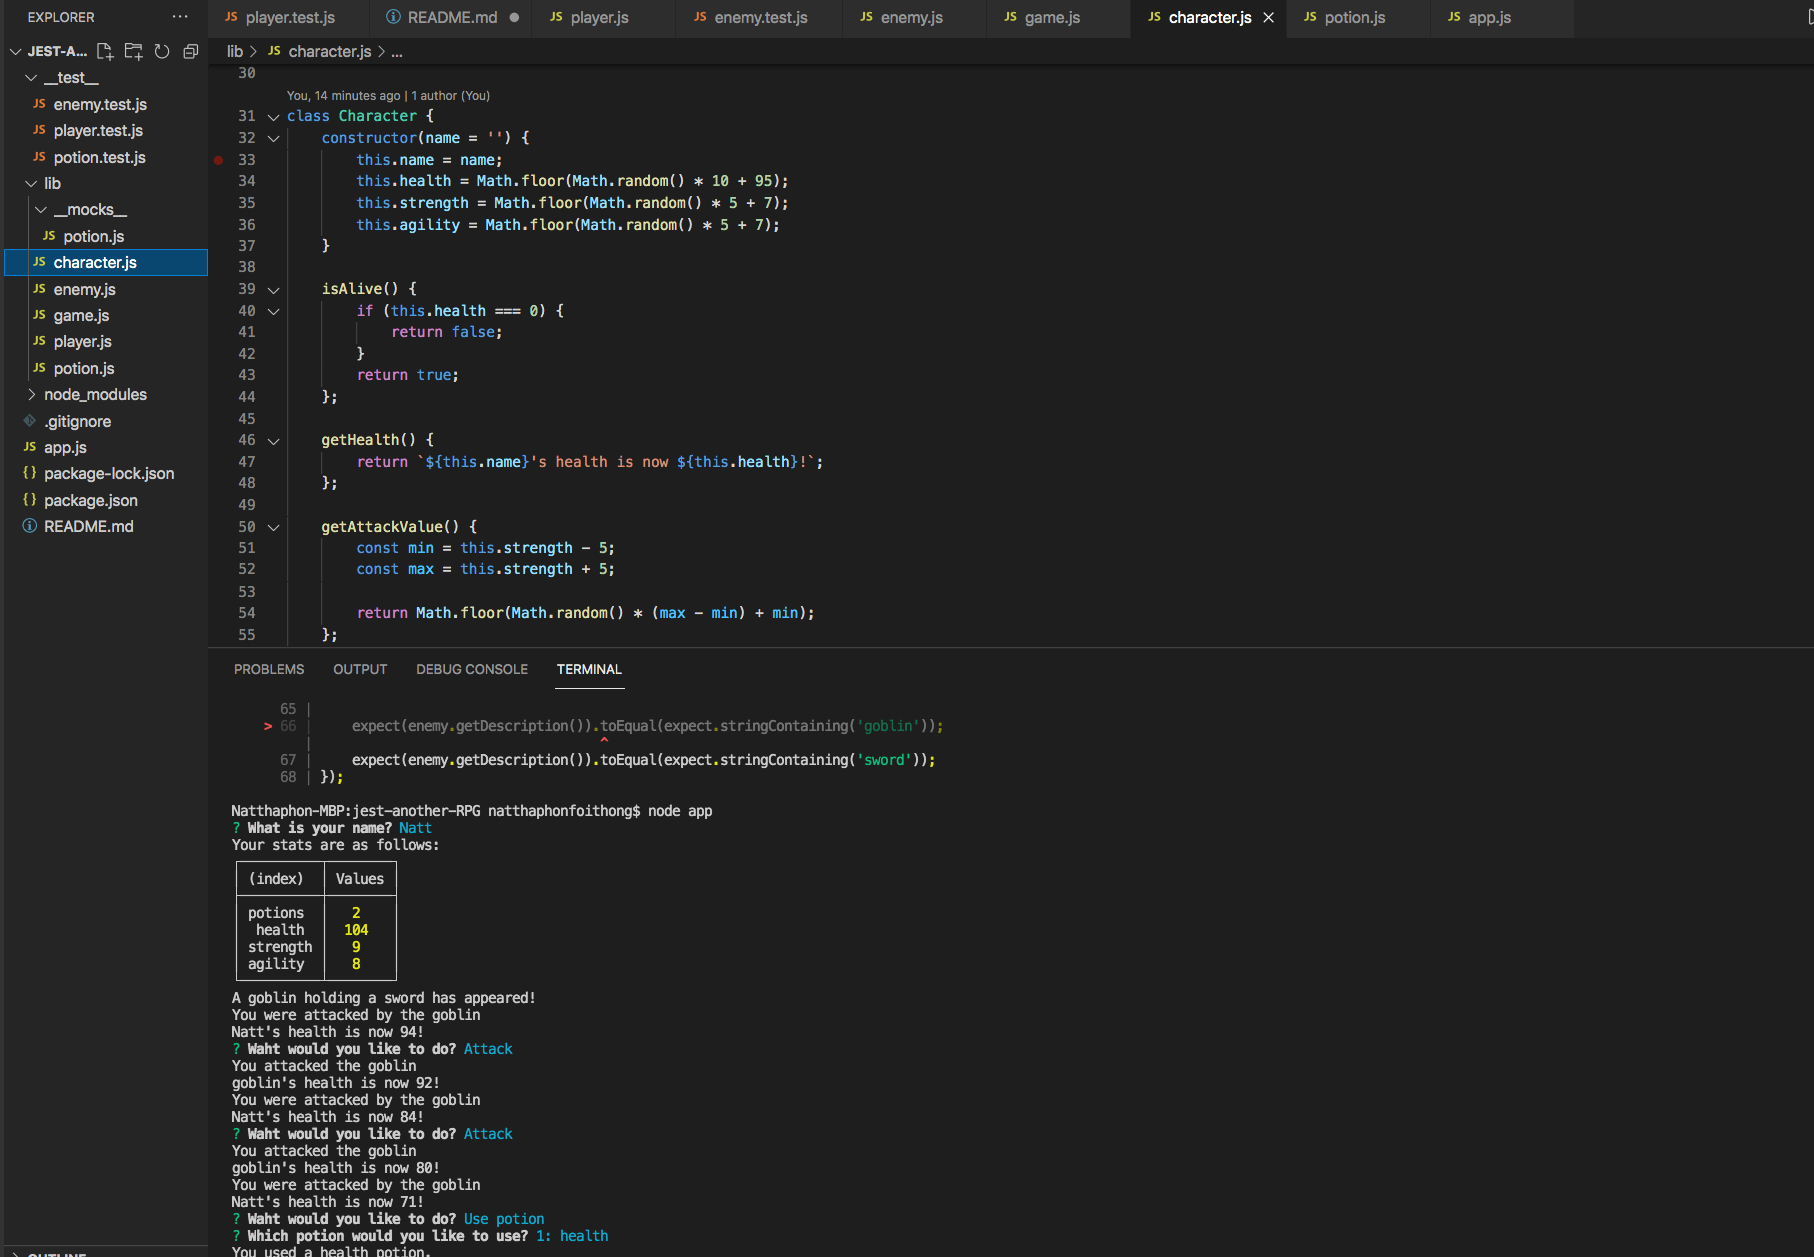 EXPLORER
JEST-A...
__test__
JS enemy.test.js
JS player.test.js
JS potion.test.js
lib
__mocks__
JS potion.js
JS character.js
JS enemy.js
JS game.js
JS player.js
JS potion.js
node_modules
.gitignore
JS app.js
{} package-lock.json
{} package.json
README.md
OUTLINE
JS player.test.js README.md JS player.js JS enemy.test.js JS enemy.js JS game.js JS character.js JS potion.js JS app.js
lib > JS character.js > ...
30
You, 14 minutes ago | 1 author (You)
31 class Character {
32 constructor(name = '') {
33 this.name = name;
34 this.health = Math.floor(Math.random() * 10 + 95);
35 this.strength = Math.floor(Math.random() * 5 + 7);
36 this.agility = Math.floor(Math.random() * 5 + 7);
37 }
38
39 isAlive() {
40 if (this.health === 0) {
41 return false;
42 }
43 return true;
44 };
45
46 getHealth() {
47 return `${this.name}'s health is now ${this.health}!`;
48 };
49
50 getAttackValue() {
51 const min = this.strength - 5;
52 const max = this.strength + 5;
53
54 return Math.floor(Math.random() * (max - min) + min);
55 };
PROBLEMS OUTPUT DEBUG CONSOLE TERMINAL
65 |
> 66 | expect(enemy.getDescription()).toEqual(expect.stringContaining('goblin'));
| ^
67 | expect(enemy.getDescription()).toEqual(expect.stringContaining('sword'));
68 | });
Natthaphon-MBP:jest-another-RPG natthaphonfoithong$ node app
? What is your name? Natt
Your stats are as follows:
(index) Values
potions 2
health 104
strength 9
agility 8
A goblin holding a sword has appeared!
You were attacked by the goblin
Natt's health is now 94!
? Waht would you like to do? Attack
You attacked the goblin
goblin's health is now 92!
You were attacked by the goblin
Natt's health is now 84!
? Waht would you like to do? Attack
You attacked the goblin
goblin's health is now 80!
You were attacked by the goblin
Natt's health is now 71!
? Waht would you like to do? Use potion
? Which potion would you like to use? 1: health
You used a health potion.